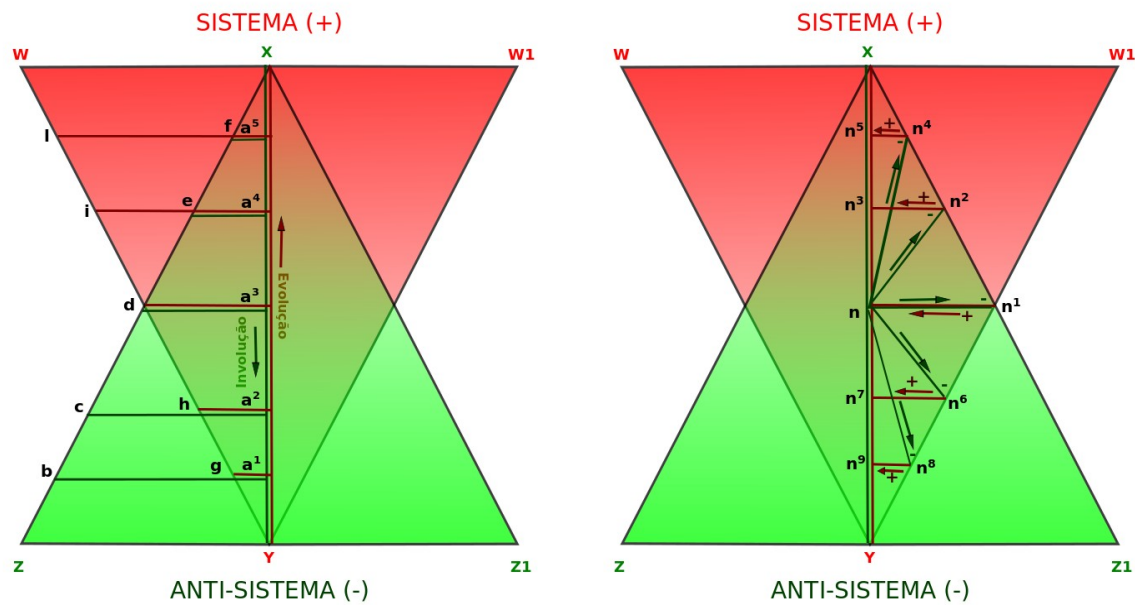 SISTEMA (+)
W X W1
l f a⁵
i e a⁴
d a³
Evolução
Involução
c h a²
b g a¹
Z Y Z1
ANTI-SISTEMA (-)
SISTEMA (+)
W X W1
n⁵ + - n⁴
n³ + - n²
n - + n¹
n⁷ + - n⁶
n⁹ + - n⁸
Z Y Z1
ANTI-SISTEMA (-)